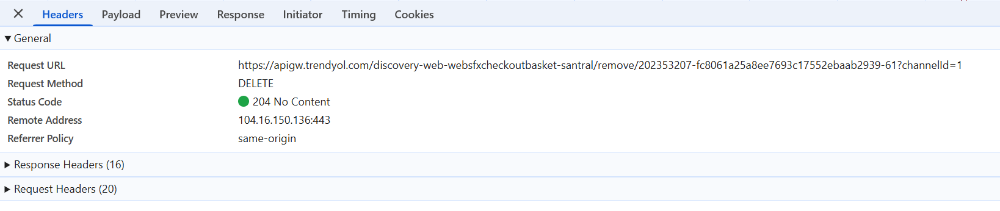 Headers Payload Preview Response Initiator Timing Cookies
General
Request URL https://apigw.trendyol.com/discovery-web-websfxcheckoutbasket-santral/remove/202353207-fc8061a25a8ee7693c17552ebaab2939-61?channelId=1
Request Method DELETE
Status Code 204 No Content
Remote Address 104.16.150.136:443
Referrer Policy same-origin
Response Headers (16)
Request Headers (20)